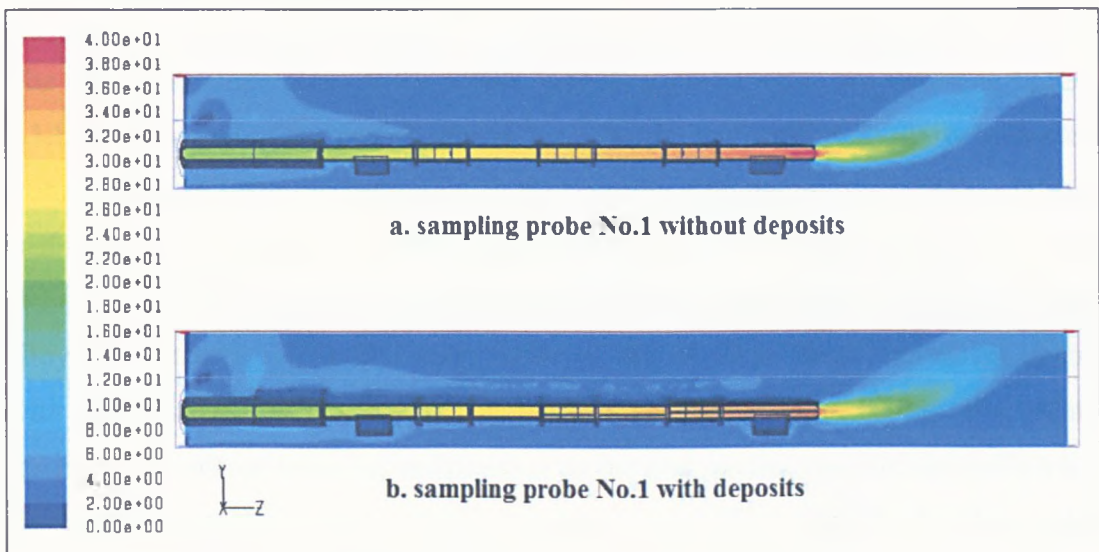 4.00e+01
3.80e+01
3.60e+01
3.40e+01
3.20e+01
3.00e+01
2.80e+01
2.60e+01
2.40e+01
2.20e+01
2.00e+01
1.80e+01
1.60e+01
1.40e+01
1.20e+01
1.00e+01
8.00e+00
6.00e+00
4.00e+00
2.00e+00
0.00e+00
a. sampling probe No.1 without deposits
Y
X
Z
b. sampling probe No.1 with deposits